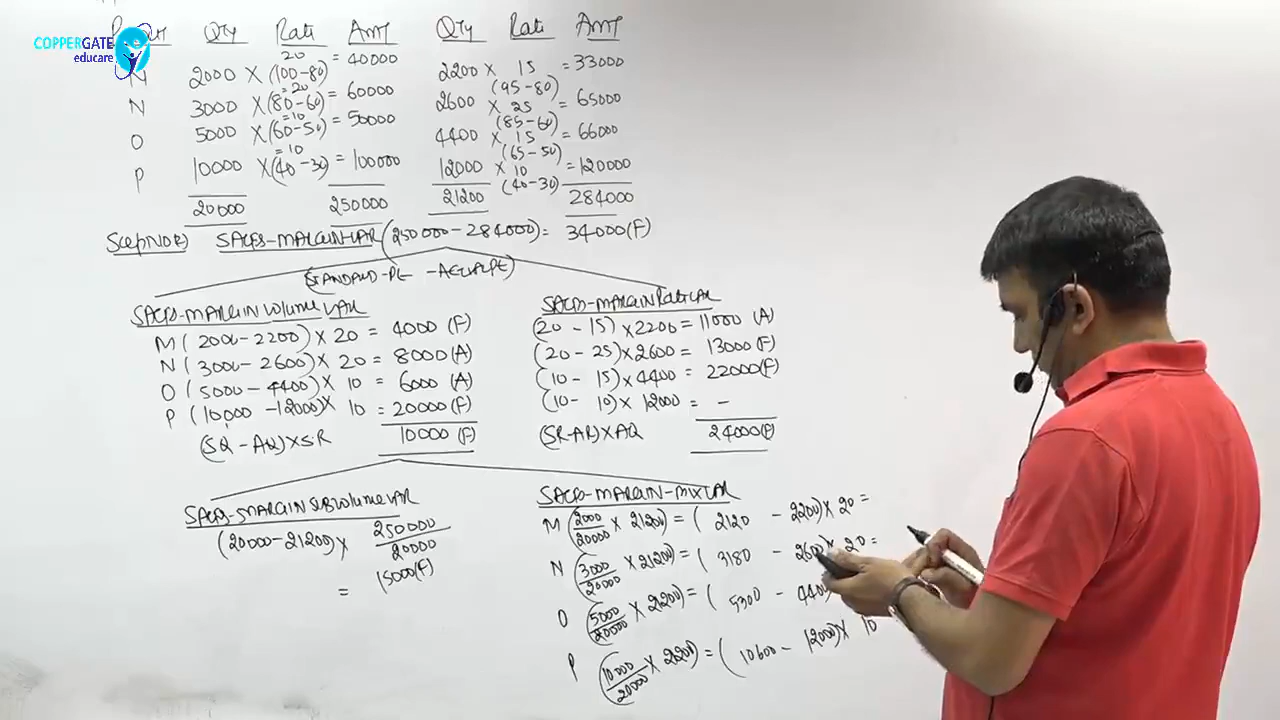 COPPERGATE
educare
QTY Rate AMT QTY Rate AMT
20
2000 X (100-80) = 40000 2200 X 15 = 33000
= 20 (95-80)
N 3000 X (80-60) = 60000 2600 X 25 = 65000
= 10 (85-60)
O 5000 X (60-50) = 50000 4400 X 15 = 66000
= 10 (65-50)
P 10000 X (40-30) = 100000 12000 X 10 = 120000
(40-30)
20000 250000 21200 284000
SALES-MARGIN-VAR (250000-284000) = 34000(F)
SALES-MARGIN VOLUME VAR
M (2000-2200) X 20 = 4000 (F)
N (3000-2600) X 20 = 8000 (A)
O (5000-4400) X 10 = 6000 (A)
P (10,000-12000) X 10 = 20000 (F)
(SQ-AQ) X SR 10000 (F)
SALES-MARGIN RATE VAR
(20-15) X 2200 = 11000 (A)
(20-25) X 2600 = 13000 (F)
(10-15) X 4400 = 22000 (F)
(10-10) X 12000 = -
(SR-AR) X AQ 24000 (F)
SALES-MARGIN SUB VOLUME VAR
(20000-21200) X 250000
20000
= 15000(F)
SALES-MARGIN-MIX VAR
M (2000/20000 X 21200) = (2120 - 2200) X 20 =
N (3000/20000 X 21200) = (3180 - 2600) X 20 =
O (5000/20000 X 21200) = (5300 - 4400)
P (10000/20000 X 21200) = (10600 - 12000) X 10